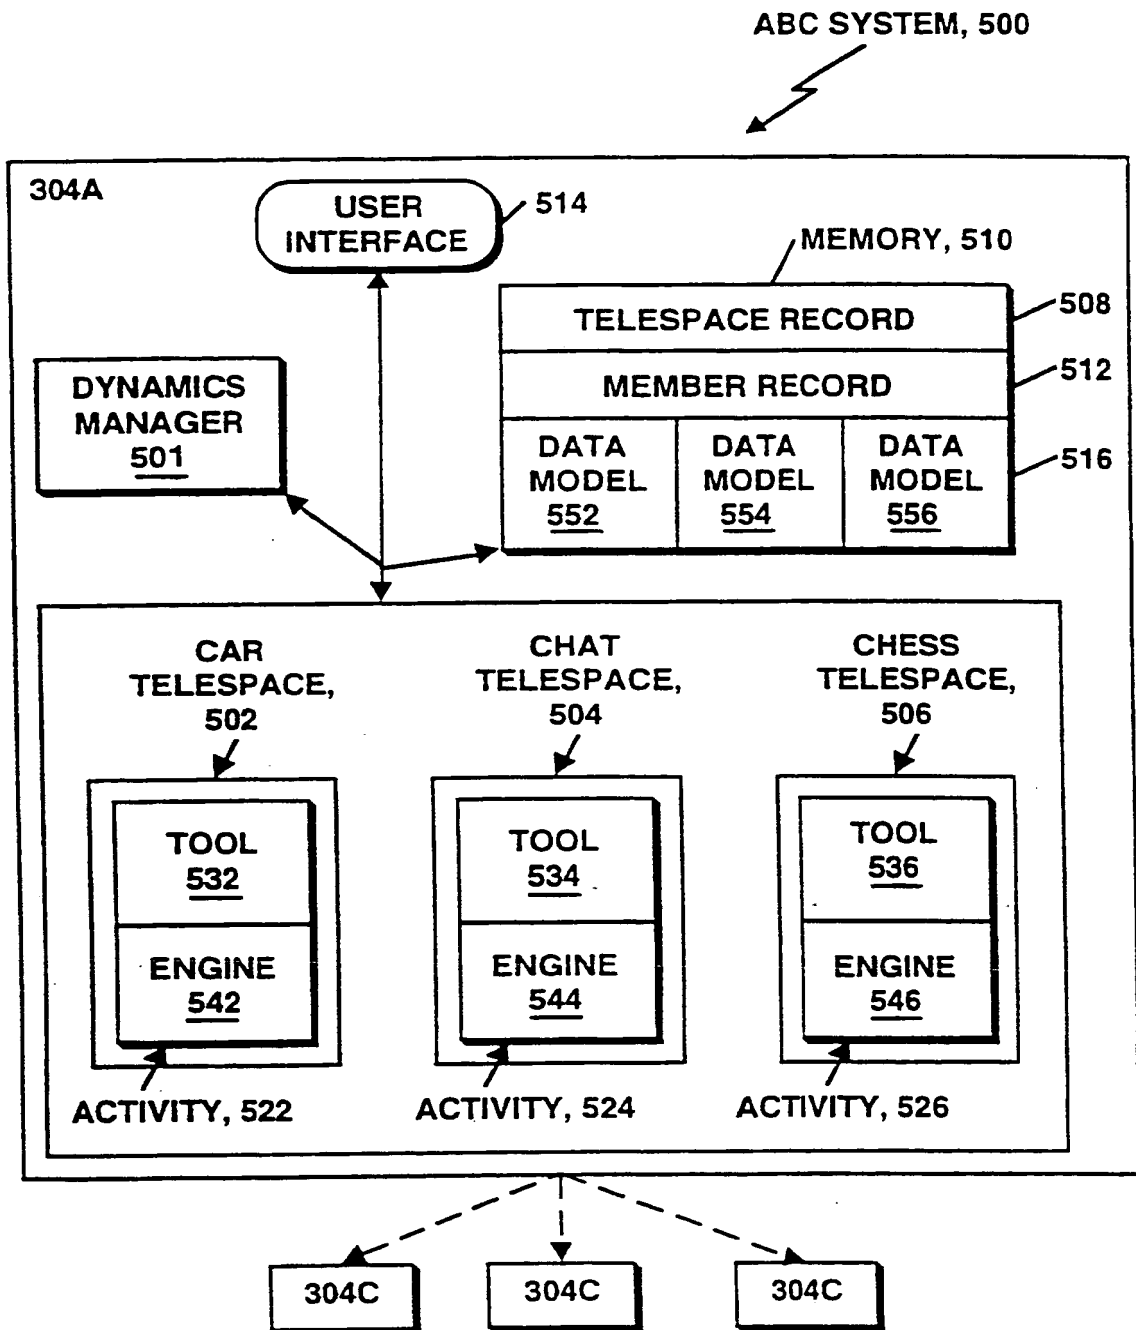 ABC SYSTEM, 500
304A
USER
INTERFACE
514
MEMORY, 510
TELESPACE RECORD
508
MEMBER RECORD
512
DYNAMICS
MANAGER
501
DATA
MODEL
552
DATA
MODEL
554
DATA
MODEL
556
516
CAR
TELESPACE,
502
CHAT
TELESPACE,
504
CHESS
TELESPACE,
506
TOOL
532
ENGINE
542
TOOL
534
ENGINE
544
TOOL
536
ENGINE
546
ACTIVITY, 522
ACTIVITY, 524
ACTIVITY, 526
304C
304C
304C